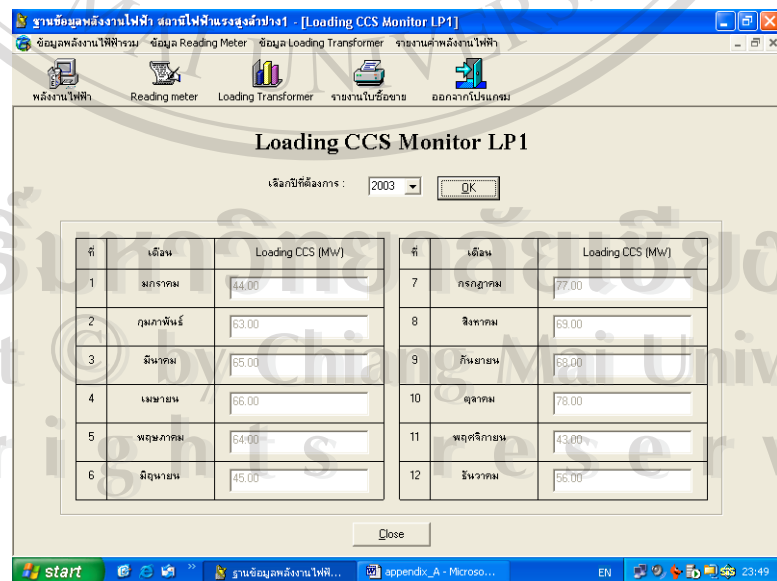 ฐานข้อมูลพลังงานไฟฟ้า สถานีไฟฟ้าแรงสูงลำปาง1 - [Loading CCS Monitor LP1]
ข้อมูลพลังงานไฟ้ฟ้ารวม ข้อมูล Reading Meter ข้อมูล Loading Transformer รายงานค่าพลังงานไฟฟ้า
พลังงานไฟฟ้า Reading meter Loading Transformer รายงานใบซื้อขาย ออกจากโปรแกรม
Loading CCS Monitor LP1
เลือกปีที่ต้องการ : 2003 OK
ที่ เดือน Loading CCS (MW) ที่ เดือน Loading CCS (MW)
1 มกราคม 44.00 7 กรกฎาคม 77.00
2 กุมภาพันธ์ 63.00 8 สิงหาคม 69.00
3 มีนาคม 65.00 9 กันยายน 68.00
4 เมษายน 66.00 10 ตุลาคม 78.00
5 พฤษภาคม 64.00 11 พฤศจิกายน 43.00
6 มิถุนายน 45.00 12 ธันวาคม 56.00
Close
start ฐานข้อมูลพลังงานไฟฟ้... appendix_A - Microso... EN 23:49
© by Chiang Mai Univ
rights reser